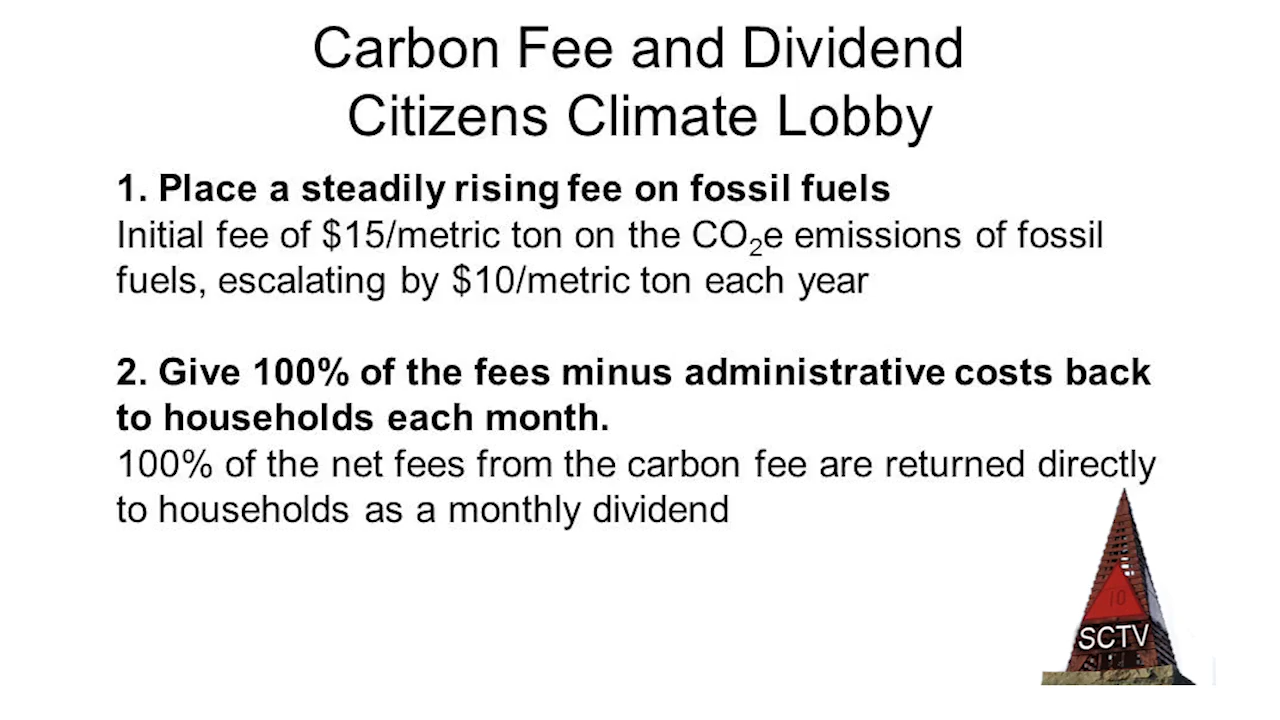 Carbon Fee and Dividend
Citizens Climate Lobby
1. Place a steadily rising fee on fossil fuels
Initial fee of $15/metric ton on the CO₂e emissions of fossil
fuels, escalating by $10/metric ton each year
2. Give 100% of the fees minus administrative costs back
to households each month.
100% of the net fees from the carbon fee are returned directly
to households as a monthly dividend
10
SCTV